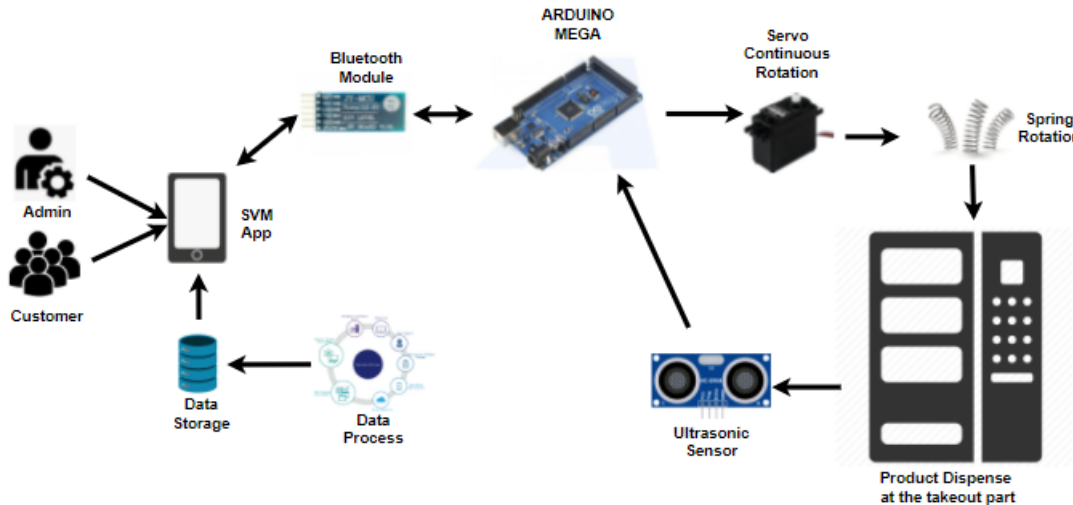 ARDUINO
MEGA
Servo
Continuous
Rotation
Bluetooth
Module
Spring
Rotation
Admin
SVM
App
Customer
Data
Storage
Data
Process
Ultrasonic
Sensor
Product Dispense
at the takeout part